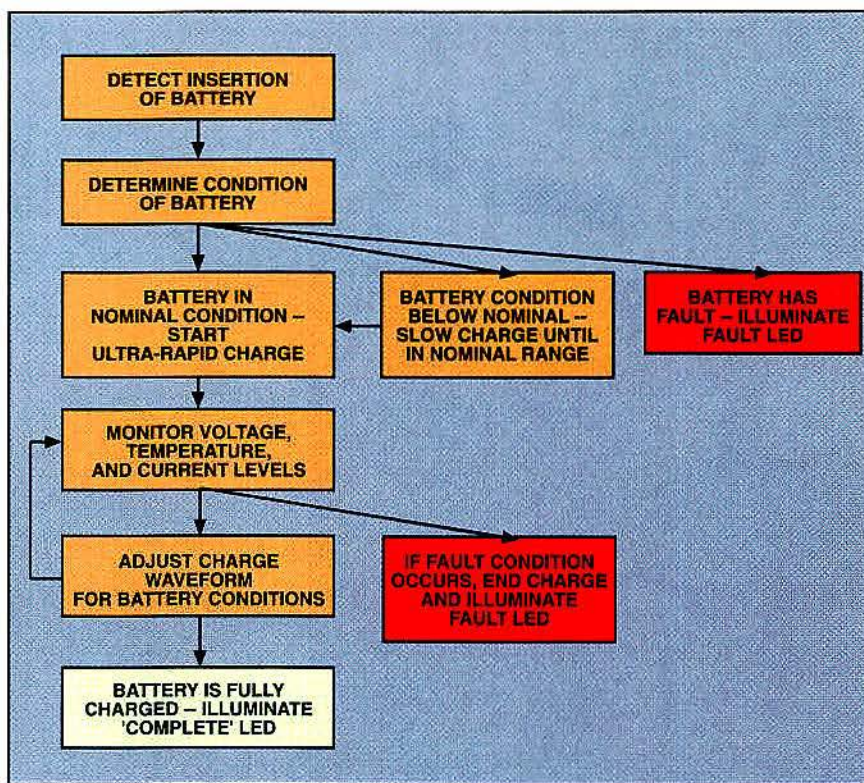 DETECT INSERTION
OF BATTERY
DETERMINE CONDITION
OF BATTERY
BATTERY IN
NOMINAL CONDITION –
START
ULTRA-RAPID CHARGE
BATTERY CONDITION
BELOW NOMINAL –
SLOW CHARGE UNTIL
IN NOMINAL RANGE
BATTERY HAS
FAULT – ILLUMINATE
FAULT LED
MONITOR VOLTAGE,
TEMPERATURE,
AND CURRENT LEVELS
ADJUST CHARGE
WAVEFORM
FOR BATTERY CONDITIONS
IF FAULT CONDITION
OCCURS, END CHARGE
AND ILLUMINATE
FAULT LED
BATTERY IS FULLY
CHARGED – ILLUMINATE
'COMPLETE' LED